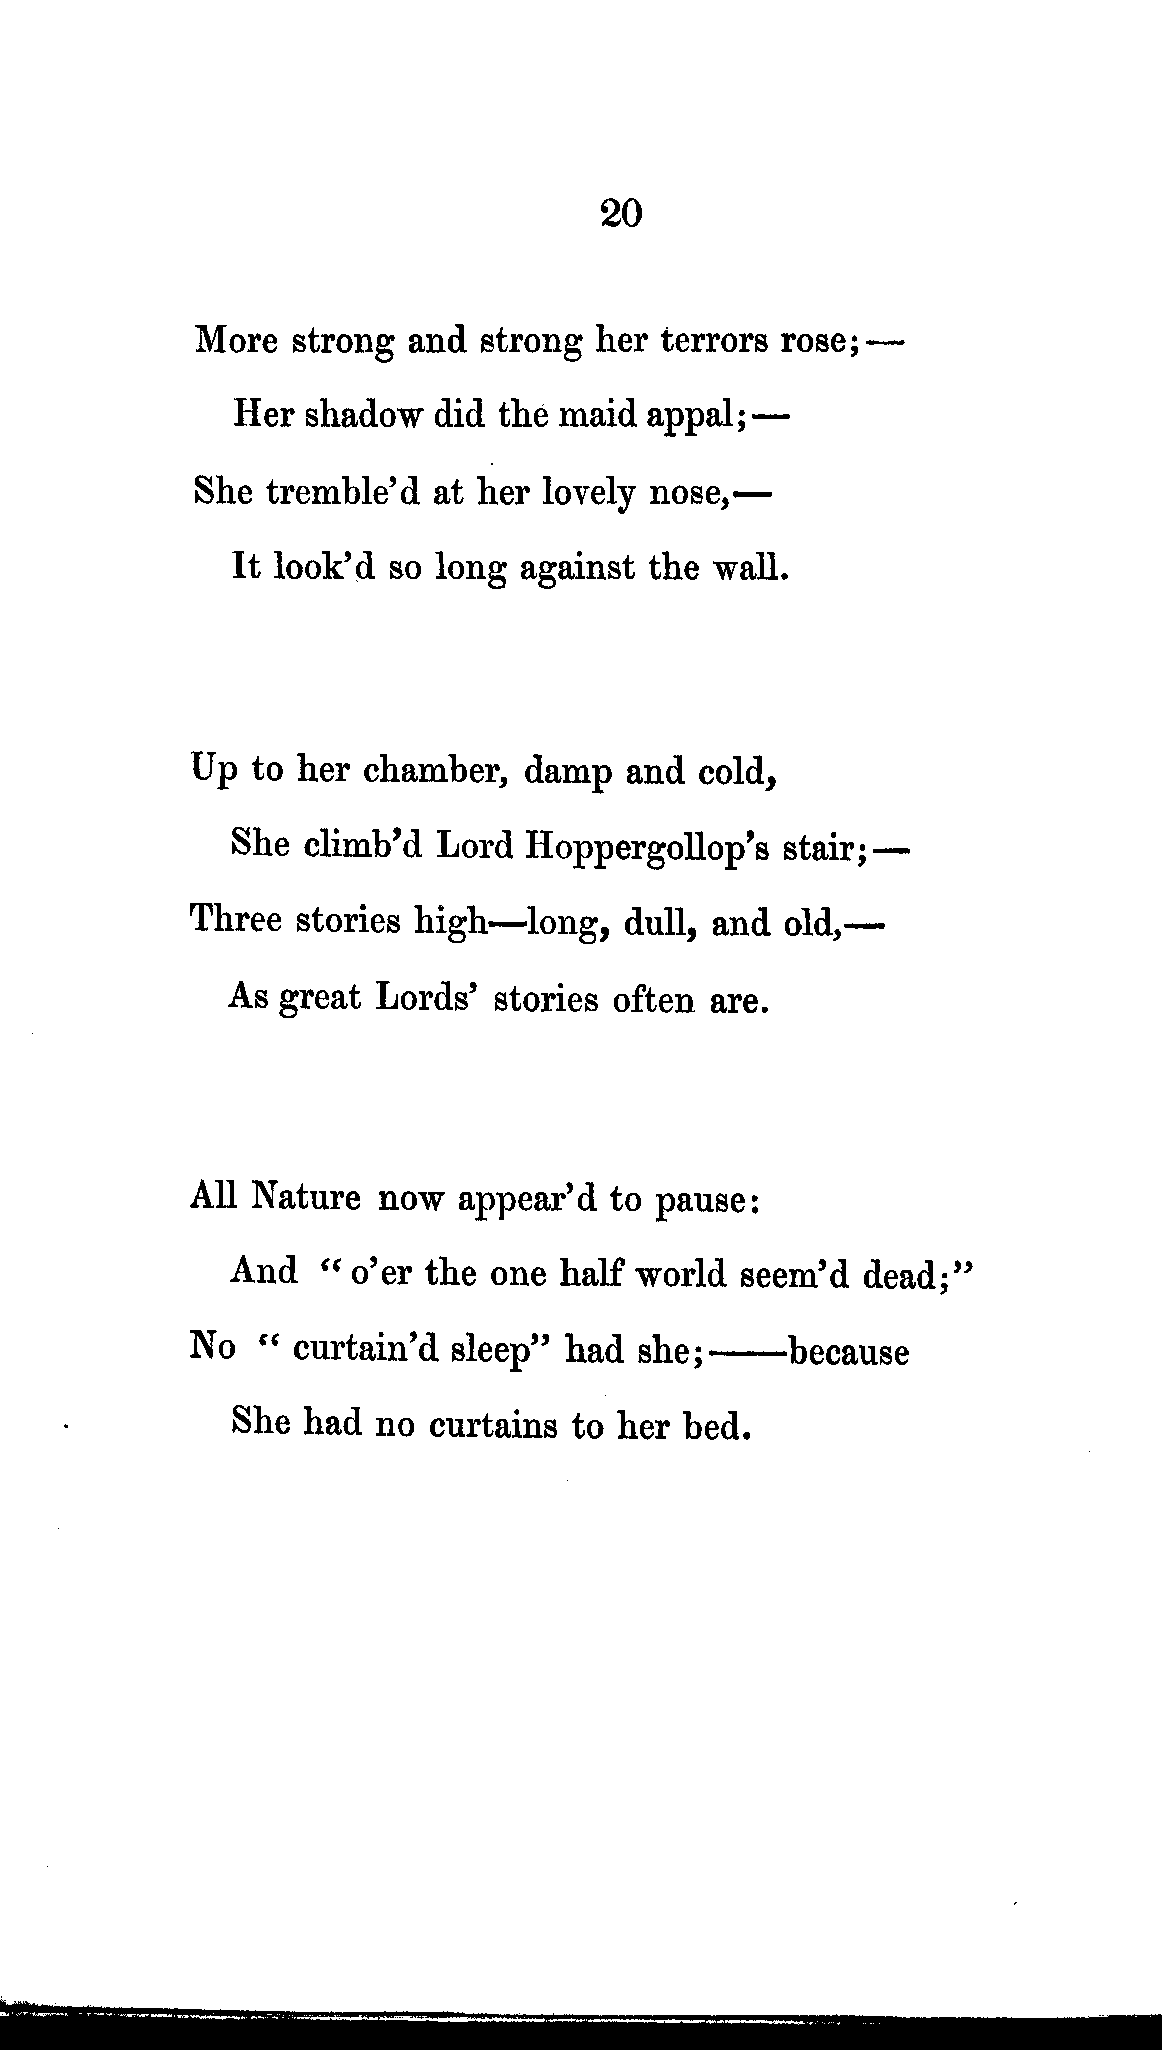 20
More strong and strong her terrors rose;—
Her shadow did the maid appal;—
She tremble'd at her lovely nose,—
It look'd so long against the wall.
Up to her chamber, damp and cold,
She climb'd Lord Hoppergollop's stair;—
Three stories high—long, dull, and old,—
As great Lords' stories often are.
All Nature now appear'd to pause:
And “ o'er the one half world seem'd dead;”
No “ curtain'd sleep” had she;——because
She had no curtains to her bed.